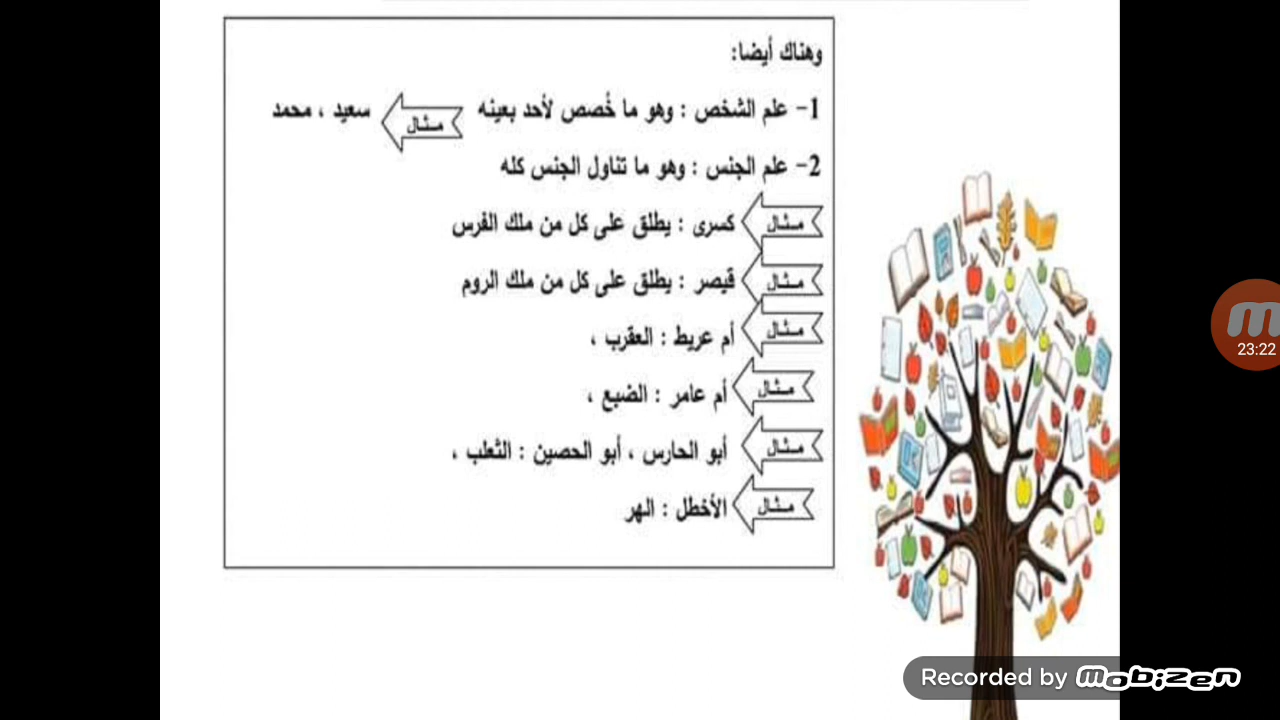 وهناك أيضا:
1- علم الشخص : وهو ما خُصص لأحد بعينه مثال سعيد ، محمد
2- علم الجنس : وهو ما تناول الجنس كله
مثال كسرى : يطلق على كل من ملك الفرس
مثال قيصر : يطلق على كل من ملك الروم
مثال أم عريط : العقرب ،
مثال أم عامر : الضبع ،
مثال أبو الحارس ، أبو الحصين : الثعلب ،
مثال الأخطل : الهر
23:22
Recorded by Mobizen